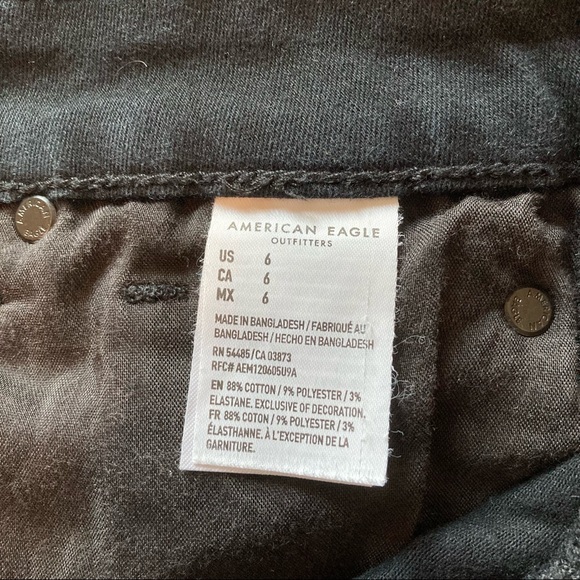 AMERICAN EAGLE
OUTFITTERS
US 6
CA 6
MX 6
MADE IN BANGLADESH / FABRIQUÉ AU
BANGLADESH / HECHO EN BANGLADESH
RN 54485 / CA 03873
RFC# AEM120605U9A
EN 88% COTTON / 9% POLYESTER / 3%
ELASTANE. EXCLUSIVE OF DECORATION.
FR 88% COTTON / 9% POLYESTER / 3%
ÉLASTHANNE. À L'EXCEPTION DE LA
GARNITURE.